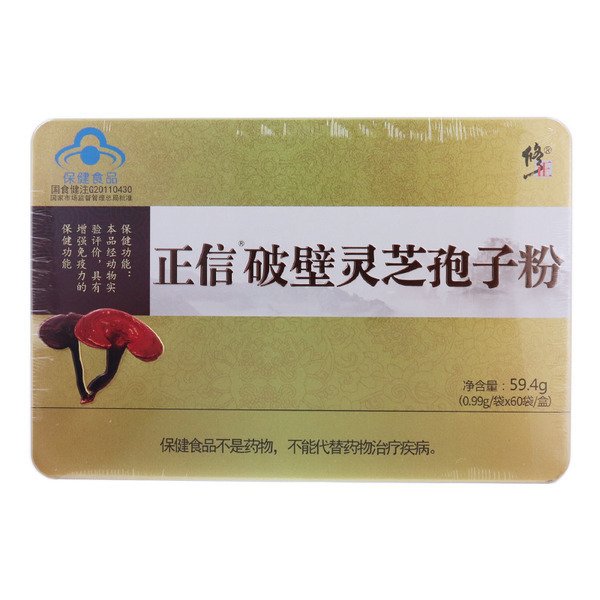 保健食品
国食健注G20110430
国家市场监督管理总局批准
修正®
保健功能：
本品经动物实
验评价，具有
增强免疫力的
保健功能
正信®破壁灵芝孢子粉
净含量：59.4g
(0.99g/袋x60袋/盒)
保健食品不是药物，不能代替药物治疗疾病。